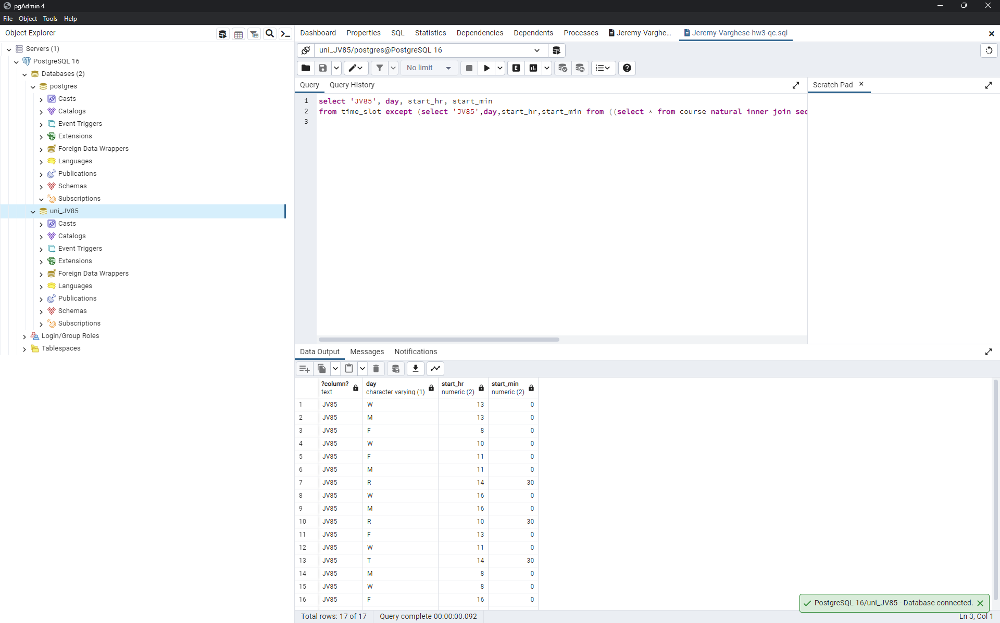 pgAdmin 4
File Object Tools Help
Object Explorer
Dashboard Properties SQL Statistics Dependencies Dependents Processes Jeremy-Varghe... Jeremy-Varghese-hw3-qc.sql
Servers (1)
PostgreSQL 16
Databases (2)
postgres
Casts
Catalogs
Event Triggers
Extensions
Foreign Data Wrappers
Languages
Publications
Schemas
Subscriptions
uni_JV85
Casts
Catalogs
Event Triggers
Extensions
Foreign Data Wrappers
Languages
Publications
Schemas
Subscriptions
Login/Group Roles
Tablespaces
uni_JV85/postgres@PostgreSQL 16
No limit
E
Query Query History
Scratch Pad
1 select 'JV85', day, start_hr, start_min
2 from time_slot except (select 'JV85',day,start_hr,start_min from ((select * from course natural inner join sec
3
Data Output Messages Notifications
?column? day start_hr start_min
text character varying (1) numeric (2) numeric (2)
1 JV85 W 13 0
2 JV85 M 13 0
3 JV85 F 8 0
4 JV85 W 10 0
5 JV85 F 11 0
6 JV85 M 11 0
7 JV85 R 14 30
8 JV85 W 16 0
9 JV85 M 16 0
10 JV85 R 10 30
11 JV85 F 13 0
12 JV85 W 11 0
13 JV85 T 14 30
14 JV85 M 8 0
15 JV85 W 8 0
16 JV85 F 16 0
PostgreSQL 16/uni_JV85 - Database connected.
Total rows: 17 of 17 Query complete 00:00:00.092
Ln 3, Col 1